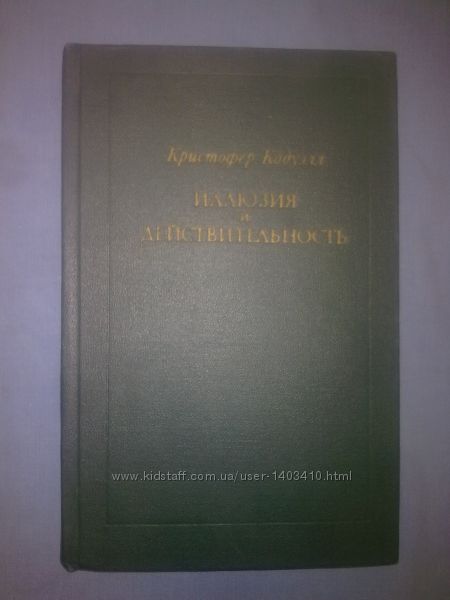 Кристофер Кодуэлл
ИЛЛЮЗИЯ
и
ДЕЙСТВИТЕЛЬНОСТЬ
www.kidstaff.com.ua/user-1403410.html